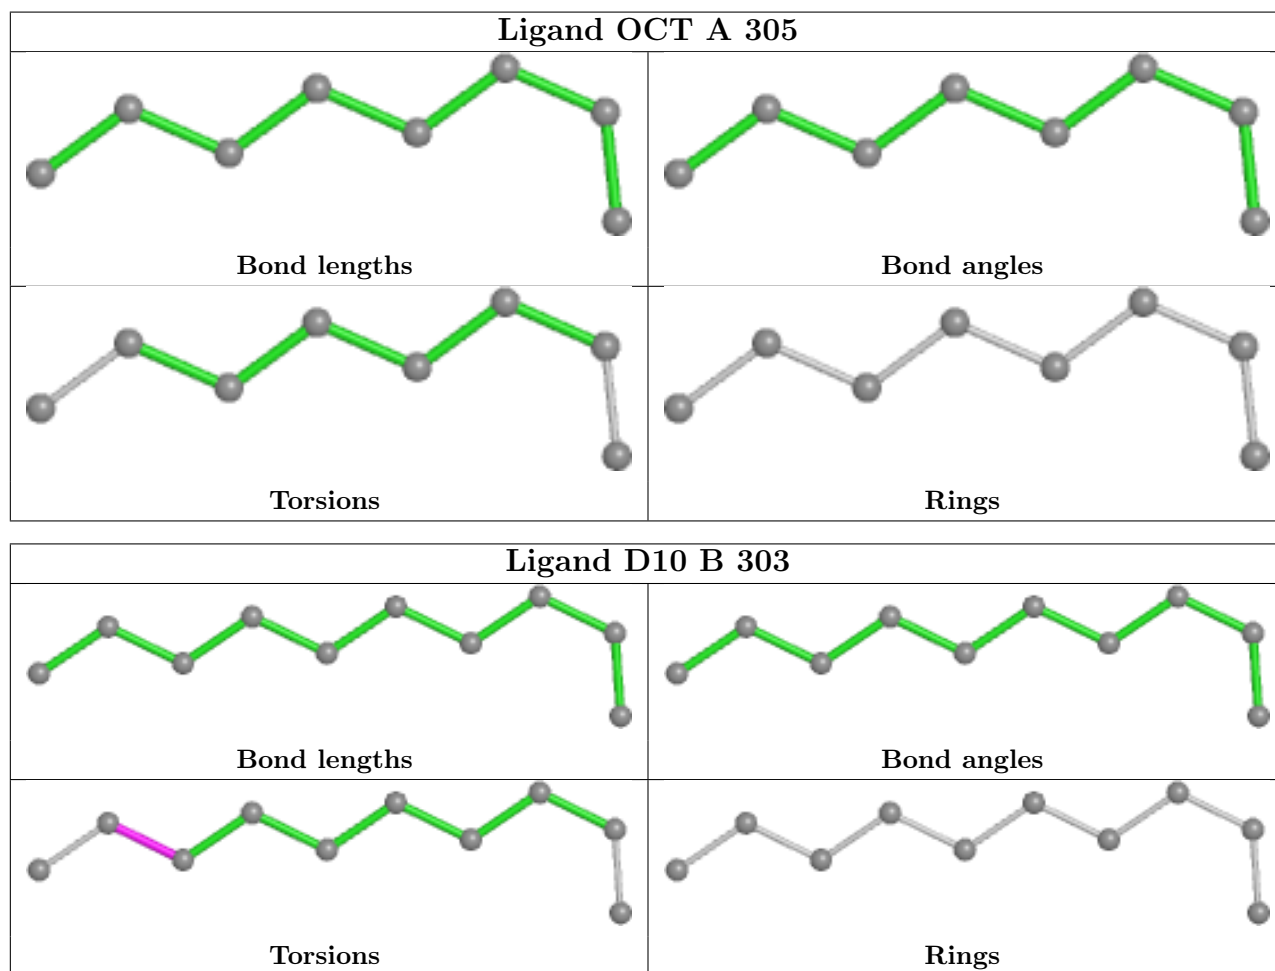 Ligand OCT A 305
Bond lengths
Bond angles
Torsions
Rings
Ligand D10 B 303
Bond lengths
Bond angles
Torsions
Rings